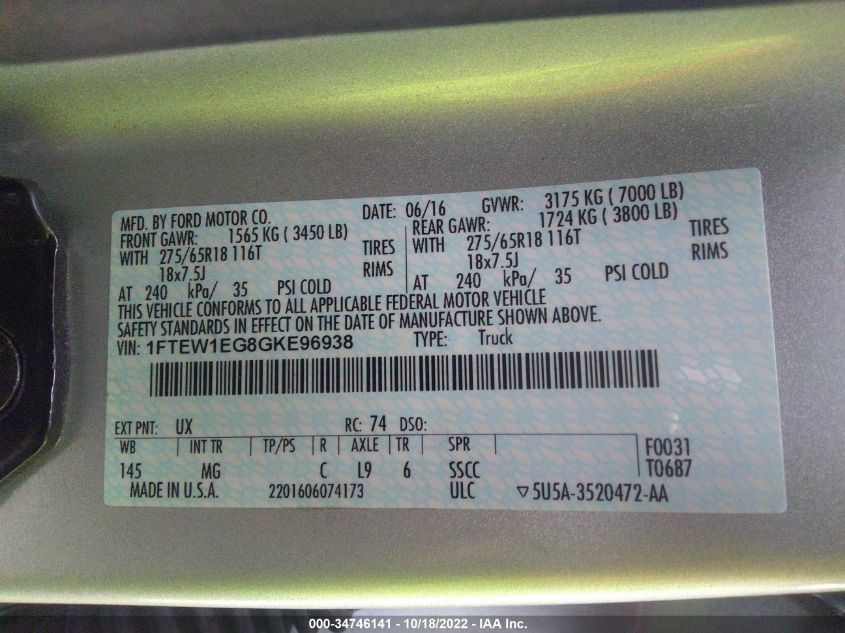 MFD. BY FORD MOTOR CO. DATE: 06/16 GVWR: 3175 KG ( 7000 LB)
FRONT GAWR: 1565 KG ( 3450 LB) REAR GAWR: 1724 KG ( 3800 LB)
WITH 275/65R18 116T TIRES WITH 275/65R18 116T TIRES
18x7.5J RIMS 18x7.5J RIMS
AT 240 kPa/ 35 PSI COLD AT 240 kPa/ 35 PSI COLD
THIS VEHICLE CONFORMS TO ALL APPLICABLE FEDERAL MOTOR VEHICLE
SAFETY STANDARDS IN EFFECT ON THE DATE OF MANUFACTURE SHOWN ABOVE.
VIN: 1FTEW1EG8GKE96938 TYPE: Truck
EXT PNT: UX RC: 74 DSO:
WB INT TR TP/PS R AXLE TR SPR F0031
145 MG C L9 6 SSCC T0687
MADE IN U.S.A. 2201606074173 ULC ▽5U5A-3520472-AA
000-34746141 - 10/18/2022 - IAA Inc.